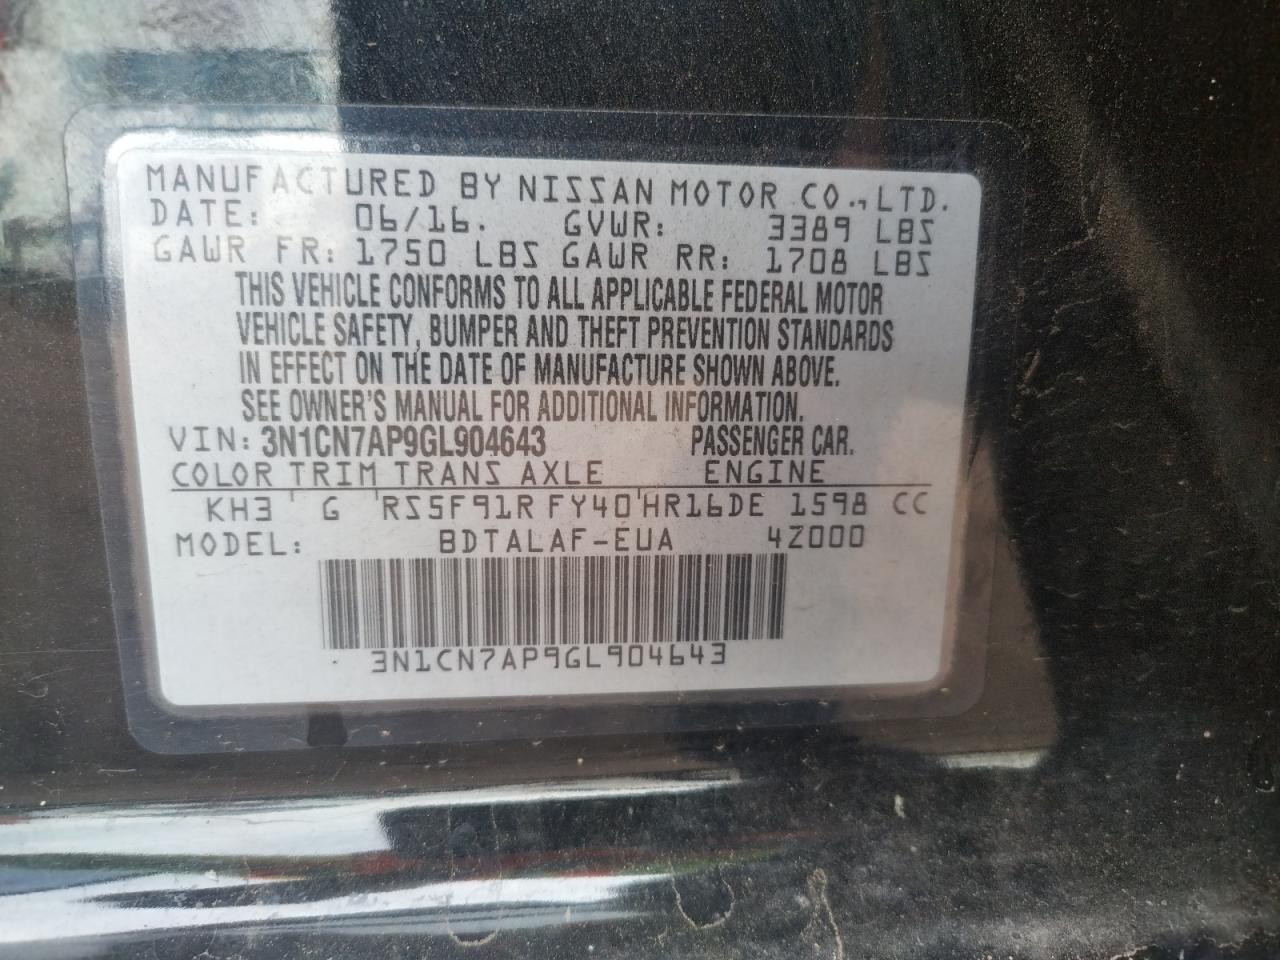 MANUFACTURED BY NISSAN MOTOR CO., LTD.
DATE: 06/16. GVWR: 3389 LBS
GAWR FR: 1750 LBS GAWR RR: 1708 LBS
THIS VEHICLE CONFORMS TO ALL APPLICABLE FEDERAL MOTOR
VEHICLE SAFETY, BUMPER AND THEFT PREVENTION STANDARDS
IN EFFECT ON THE DATE OF MANUFACTURE SHOWN ABOVE.
SEE OWNER'S MANUAL FOR ADDITIONAL INFORMATION.
VIN: 3N1CN7AP9GL904643 PASSENGER CAR.
COLOR TRIM TRANS AXLE ENGINE
KH3 ' G ' RS5F91R FY40 ' HR16DE 1598 CC
MODEL: BDTALAF-EUA 4Z000
3N1CN7AP9GL904643